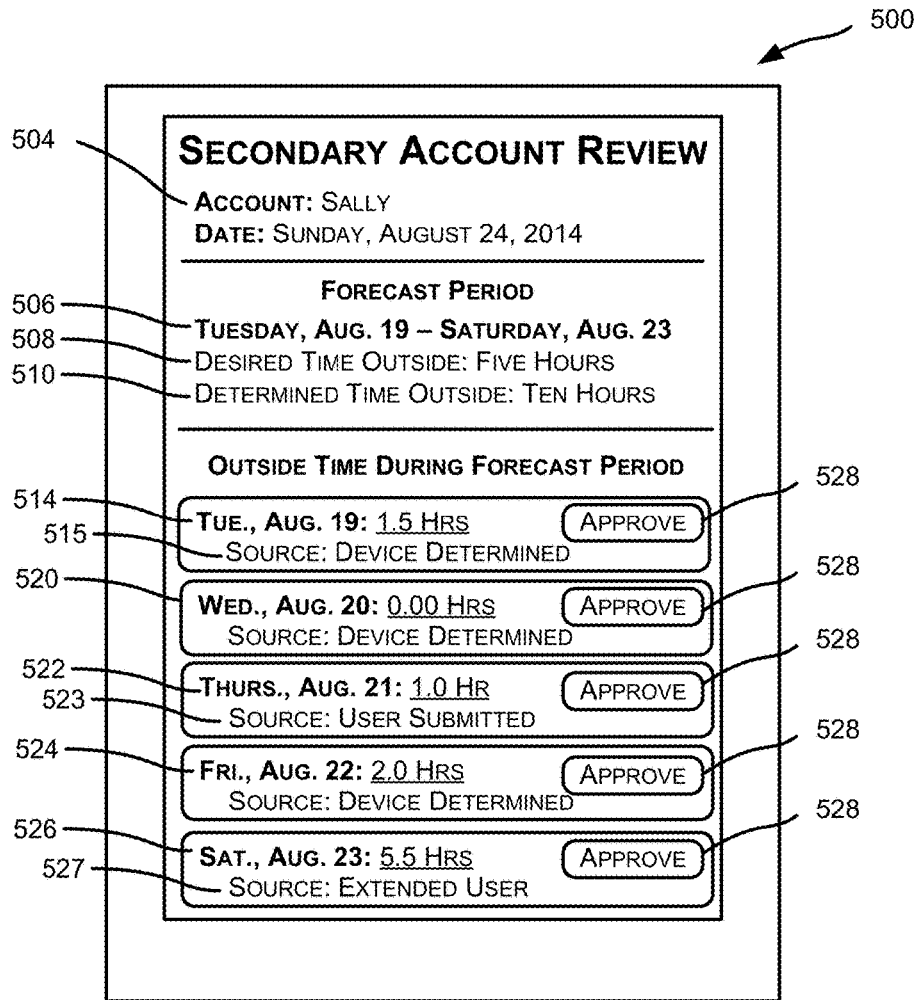 500
504
SECONDARY ACCOUNT REVIEW
ACCOUNT: SALLY
DATE: SUNDAY, AUGUST 24, 2014
FORECAST PERIOD
506
TUESDAY, AUG. 19 – SATURDAY, AUG. 23
508
DESIRED TIME OUTSIDE: FIVE HOURS
510
DETERMINED TIME OUTSIDE: TEN HOURS
OUTSIDE TIME DURING FORECAST PERIOD
514
TUE., AUG. 19: 1.5 HRS
APPROVE
528
515
SOURCE: DEVICE DETERMINED
520
WED., AUG. 20: 0.00 HRS
APPROVE
528
SOURCE: DEVICE DETERMINED
522
THURS., AUG. 21: 1.0 HR
APPROVE
528
523
SOURCE: USER SUBMITTED
524
FRI., AUG. 22: 2.0 HRS
APPROVE
528
SOURCE: DEVICE DETERMINED
526
SAT., AUG. 23: 5.5 HRS
APPROVE
528
527
SOURCE: EXTENDED USER